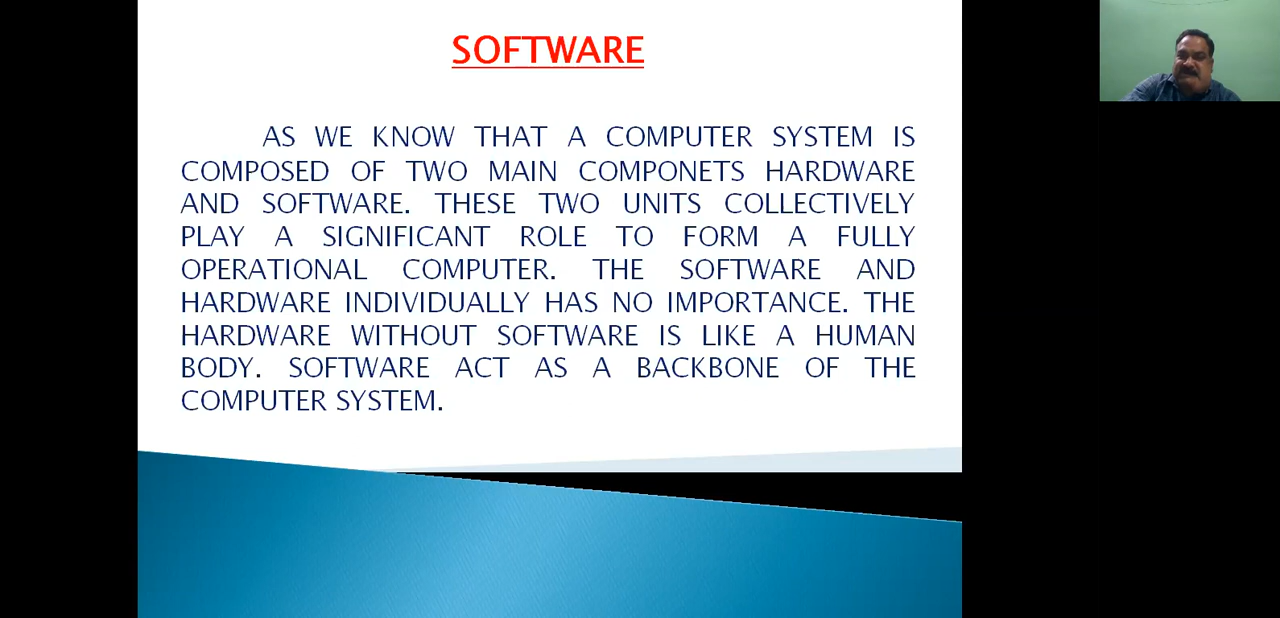 SOFTWARE
AS WE KNOW THAT A COMPUTER SYSTEM IS
COMPOSED OF TWO MAIN COMPONETS HARDWARE
AND SOFTWARE. THESE TWO UNITS COLLECTIVELY
PLAY A SIGNIFICANT ROLE TO FORM A FULLY
OPERATIONAL COMPUTER. THE SOFTWARE AND
HARDWARE INDIVIDUALLY HAS NO IMPORTANCE. THE
HARDWARE WITHOUT SOFTWARE IS LIKE A HUMAN
BODY. SOFTWARE ACT AS A BACKBONE OF THE
COMPUTER SYSTEM.